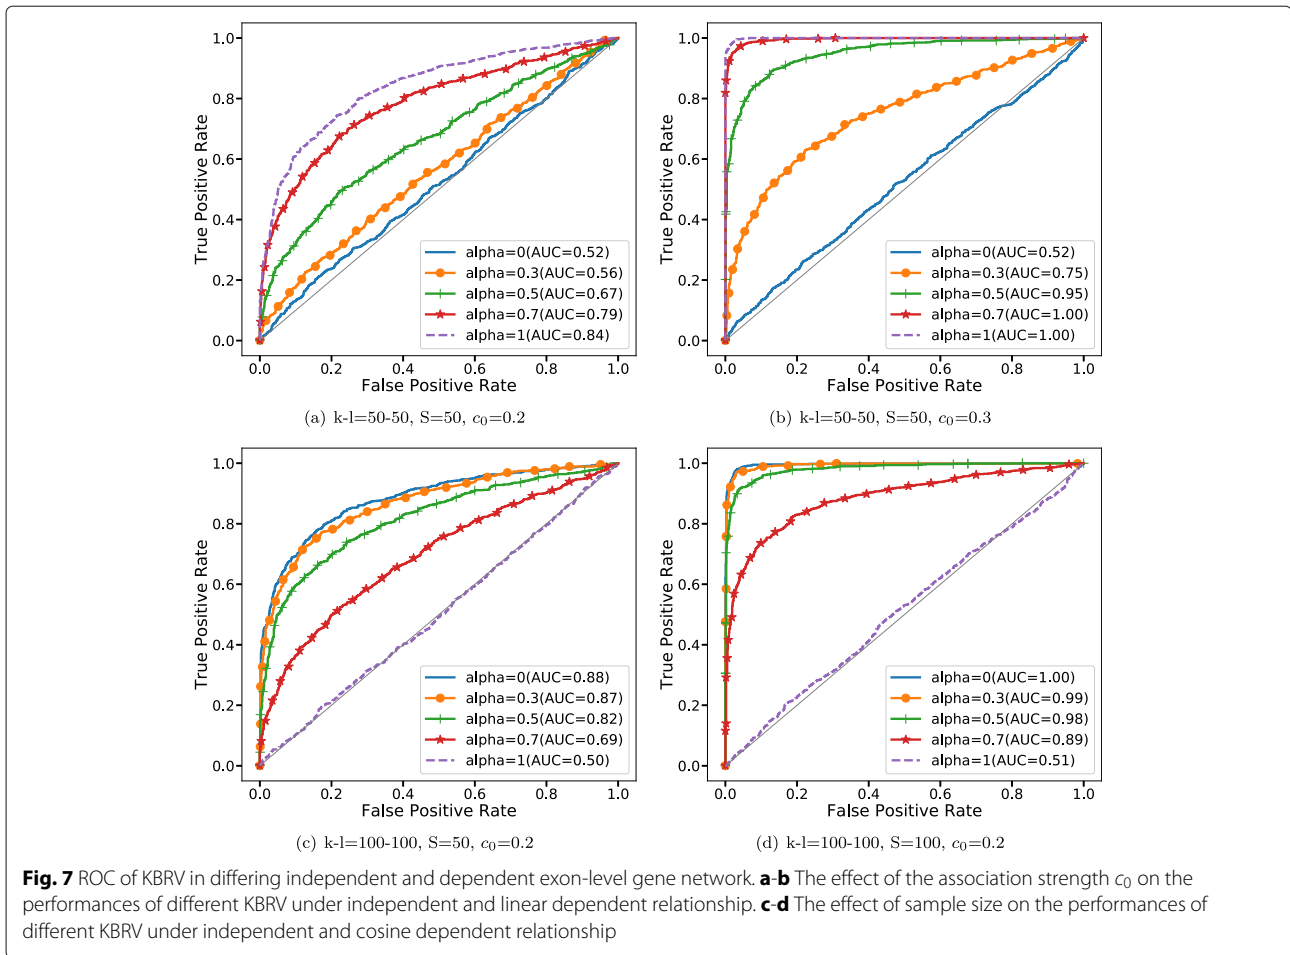 1.0
0.8
0.6
0.4
0.2
0.0
True Positive Rate
alpha=0(AUC=0.52)
alpha=0.3(AUC=0.56)
alpha=0.5(AUC=0.67)
alpha=0.7(AUC=0.79)
alpha=1(AUC=0.84)
0.0 0.2 0.4 0.6 0.8 1.0
False Positive Rate
(a) k-l=50-50, S=50, c₀=0.2
1.0
0.8
0.6
0.4
0.2
0.0
True Positive Rate
alpha=0(AUC=0.52)
alpha=0.3(AUC=0.75)
alpha=0.5(AUC=0.95)
alpha=0.7(AUC=1.00)
alpha=1(AUC=1.00)
0.0 0.2 0.4 0.6 0.8 1.0
False Positive Rate
(b) k-l=50-50, S=50, c₀=0.3
1.0
0.8
0.6
0.4
0.2
0.0
True Positive Rate
alpha=0(AUC=0.88)
alpha=0.3(AUC=0.87)
alpha=0.5(AUC=0.82)
alpha=0.7(AUC=0.69)
alpha=1(AUC=0.50)
0.0 0.2 0.4 0.6 0.8 1.0
False Positive Rate
(c) k-l=100-100, S=50, c₀=0.2
1.0
0.8
0.6
0.4
0.2
0.0
True Positive Rate
alpha=0(AUC=1.00)
alpha=0.3(AUC=0.99)
alpha=0.5(AUC=0.98)
alpha=0.7(AUC=0.89)
alpha=1(AUC=0.51)
0.0 0.2 0.4 0.6 0.8 1.0
False Positive Rate
(d) k-l=100-100, S=100, c₀=0.2
Fig. 7 ROC of KBRV in differing independent and dependent exon-level gene network. a-b The effect of the association strength c₀ on the
performances of different KBRV under independent and linear dependent relationship. c-d The effect of sample size on the performances of
different KBRV under independent and cosine dependent relationship